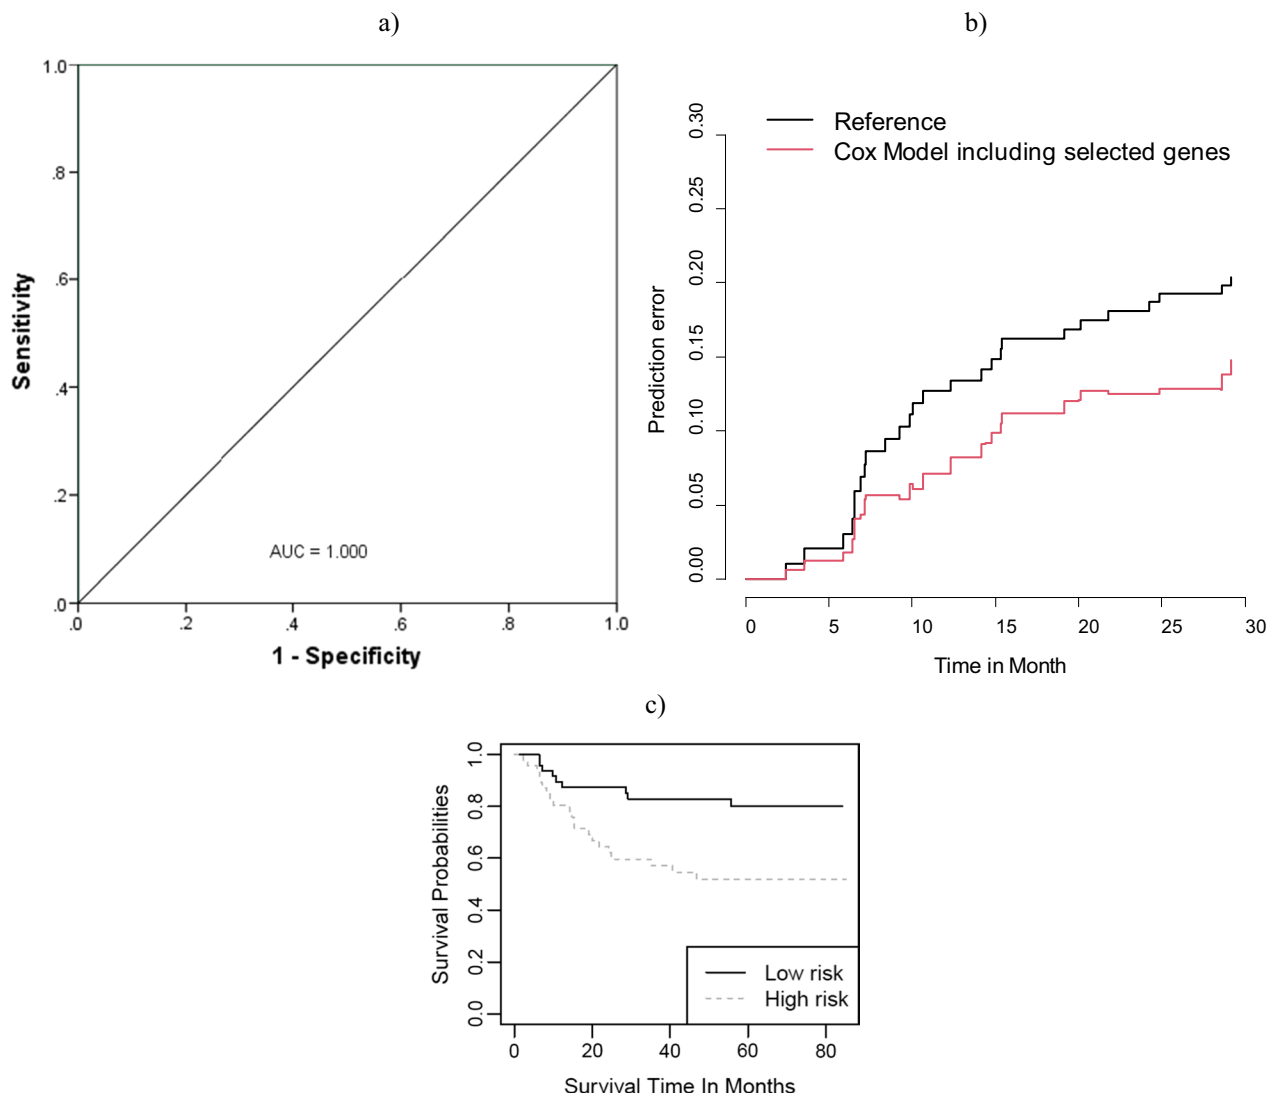 a)
1.0
.8
.6
.4
.2
.0
.0 .2 .4 .6 .8 1.0
Sensitivity
AUC = 1.000
1 - Specificity
b)
Reference
Cox Model including selected genes
0.30
0.25
0.20
0.15
0.10
0.05
0.00
Prediction error
0 5 10 15 20 25 30
Time in Month
c)
1.0
0.8
0.6
0.4
0.2
0.0
Survival Probabilities
Low risk
High risk
0 20 40 60 80
Survival Time In Months